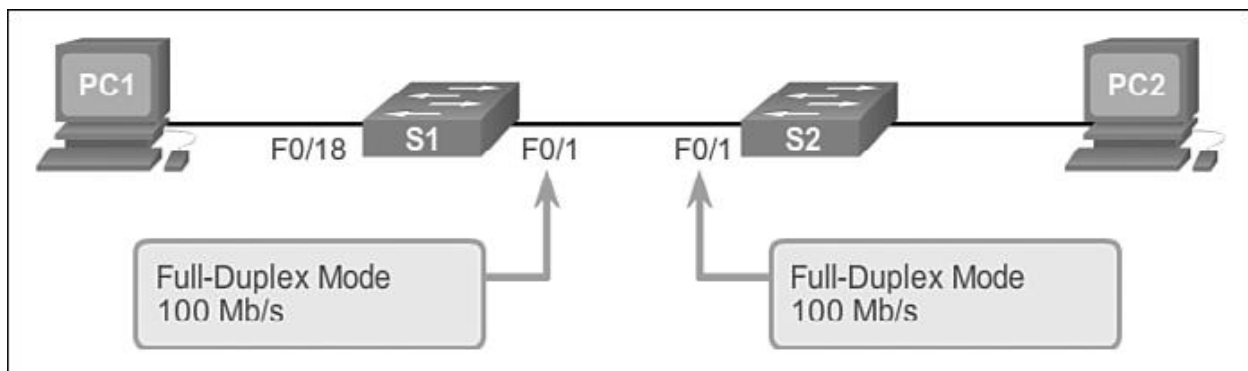 PC1
PC2
F0/18
S1
F0/1
F0/1
S2
Full-Duplex Mode
100 Mb/s
Full-Duplex Mode
100 Mb/s